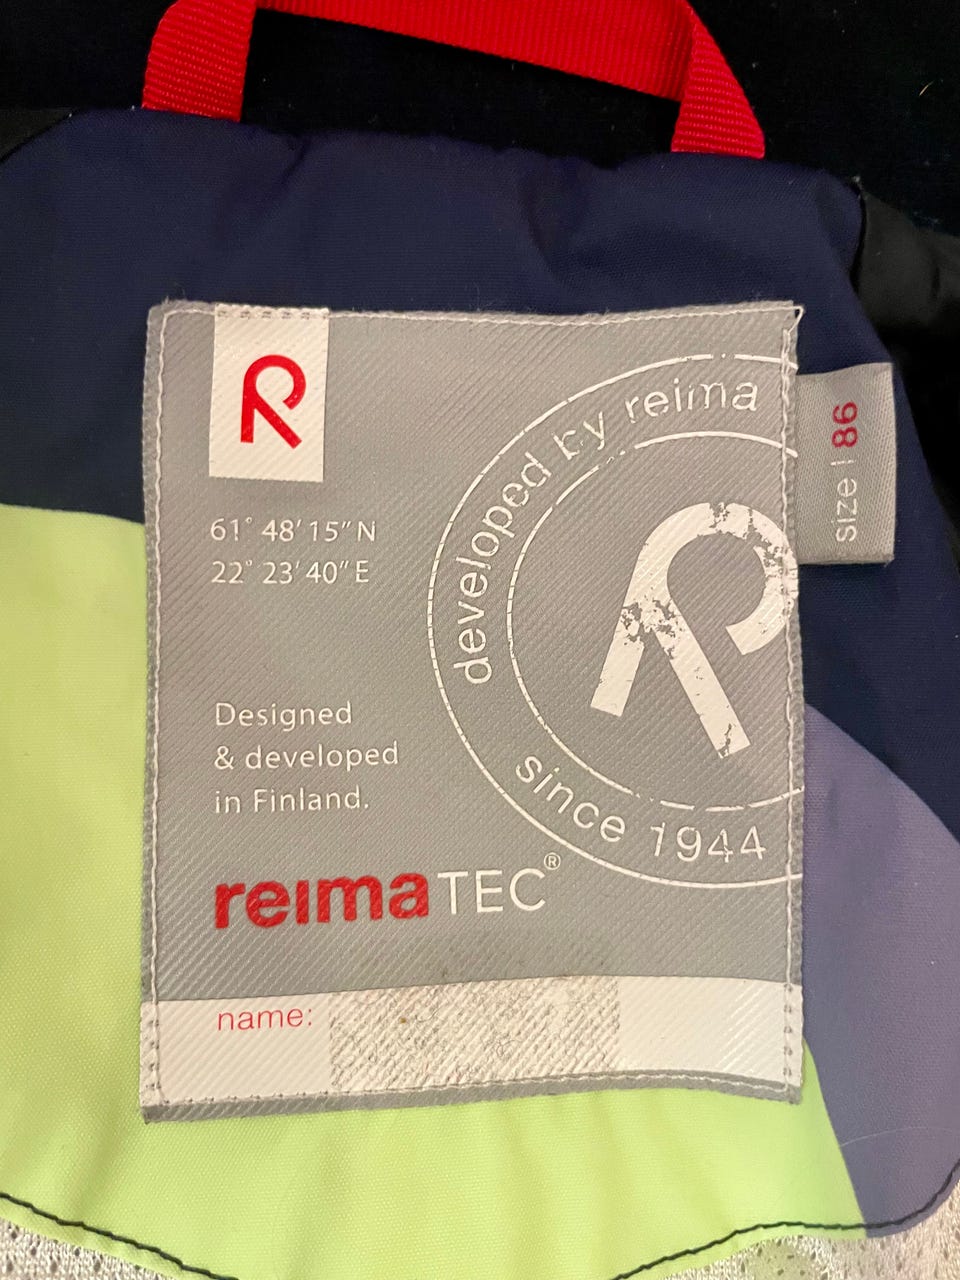 R
61° 48' 15" N
22° 23' 40" E
developed by reima
since 1944
size | 86
Designed
& developed
in Finland.
reimaTEC®
name: